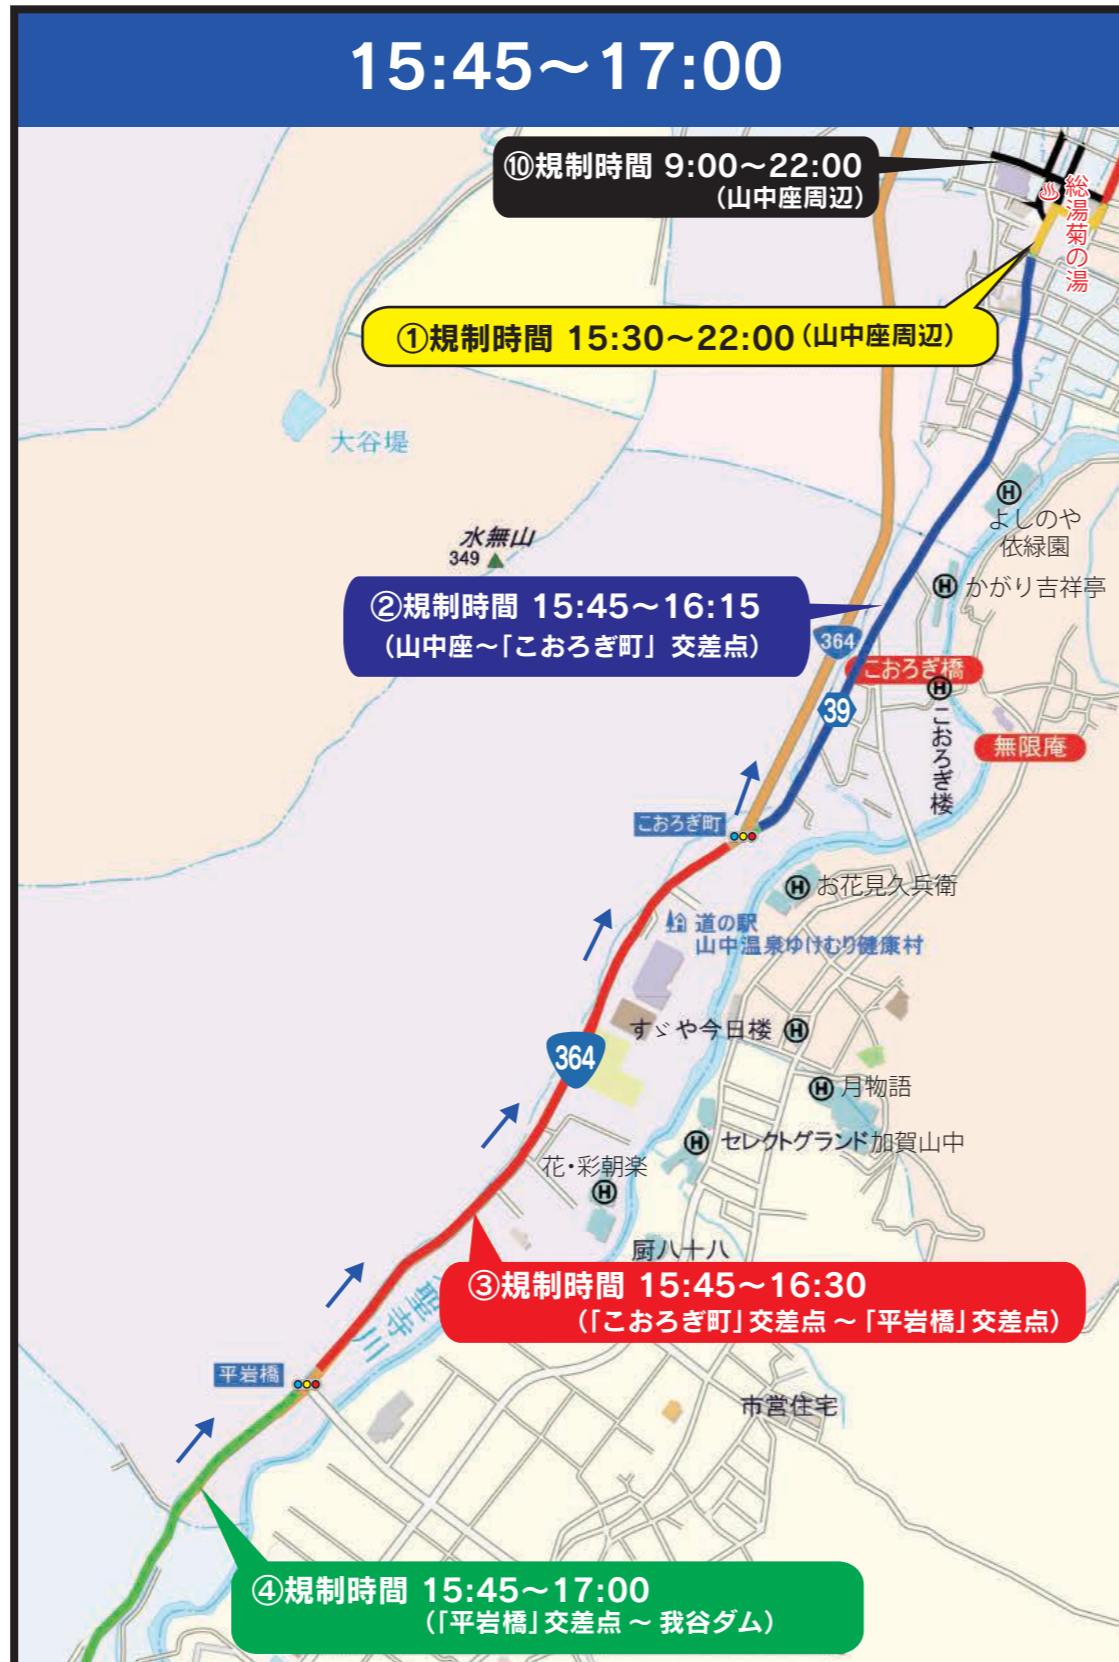 15:45～17:00
⑩規制時間 9:00～22:00
(山中座周辺)
総湯菊の湯
①規制時間 15:30～22:00(山中座周辺)
大谷堤
水無山
349
よしのや
依緑園
かがり吉祥亭
②規制時間 15:45～16:15
(山中座～「こおろぎ町」交差点)
364
こおろぎ橋
39
こおろぎ楼
無限庵
こおろぎ町
お花見久兵衛
道の駅
山中温泉ゆけむり健康村
すゞや今日楼
364
月物語
セレクトグランド加賀山中
花・彩朝楽
厨八十八
③規制時間 15:45～16:30
(「こおろぎ町」交差点 ～ 「平岩橋」交差点)
聖寺川
平岩橋
市営住宅
④規制時間 15:45～17:00
(「平岩橋」交差点 ～ 我谷ダム)